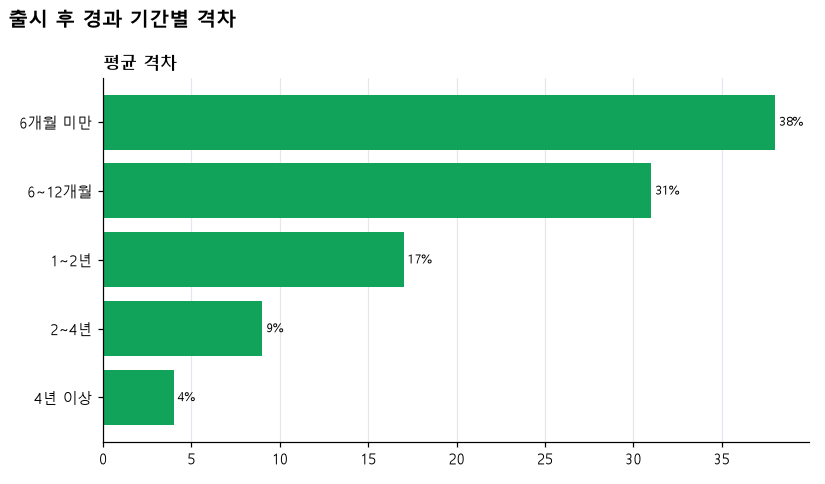 출시 후 경과 기간별 격차
평균 격차
6개월 미만 38%
6~12개월 31%
1~2년 17%
2~4년 9%
4년 이상 4%
0 5 10 15 20 25 30 35